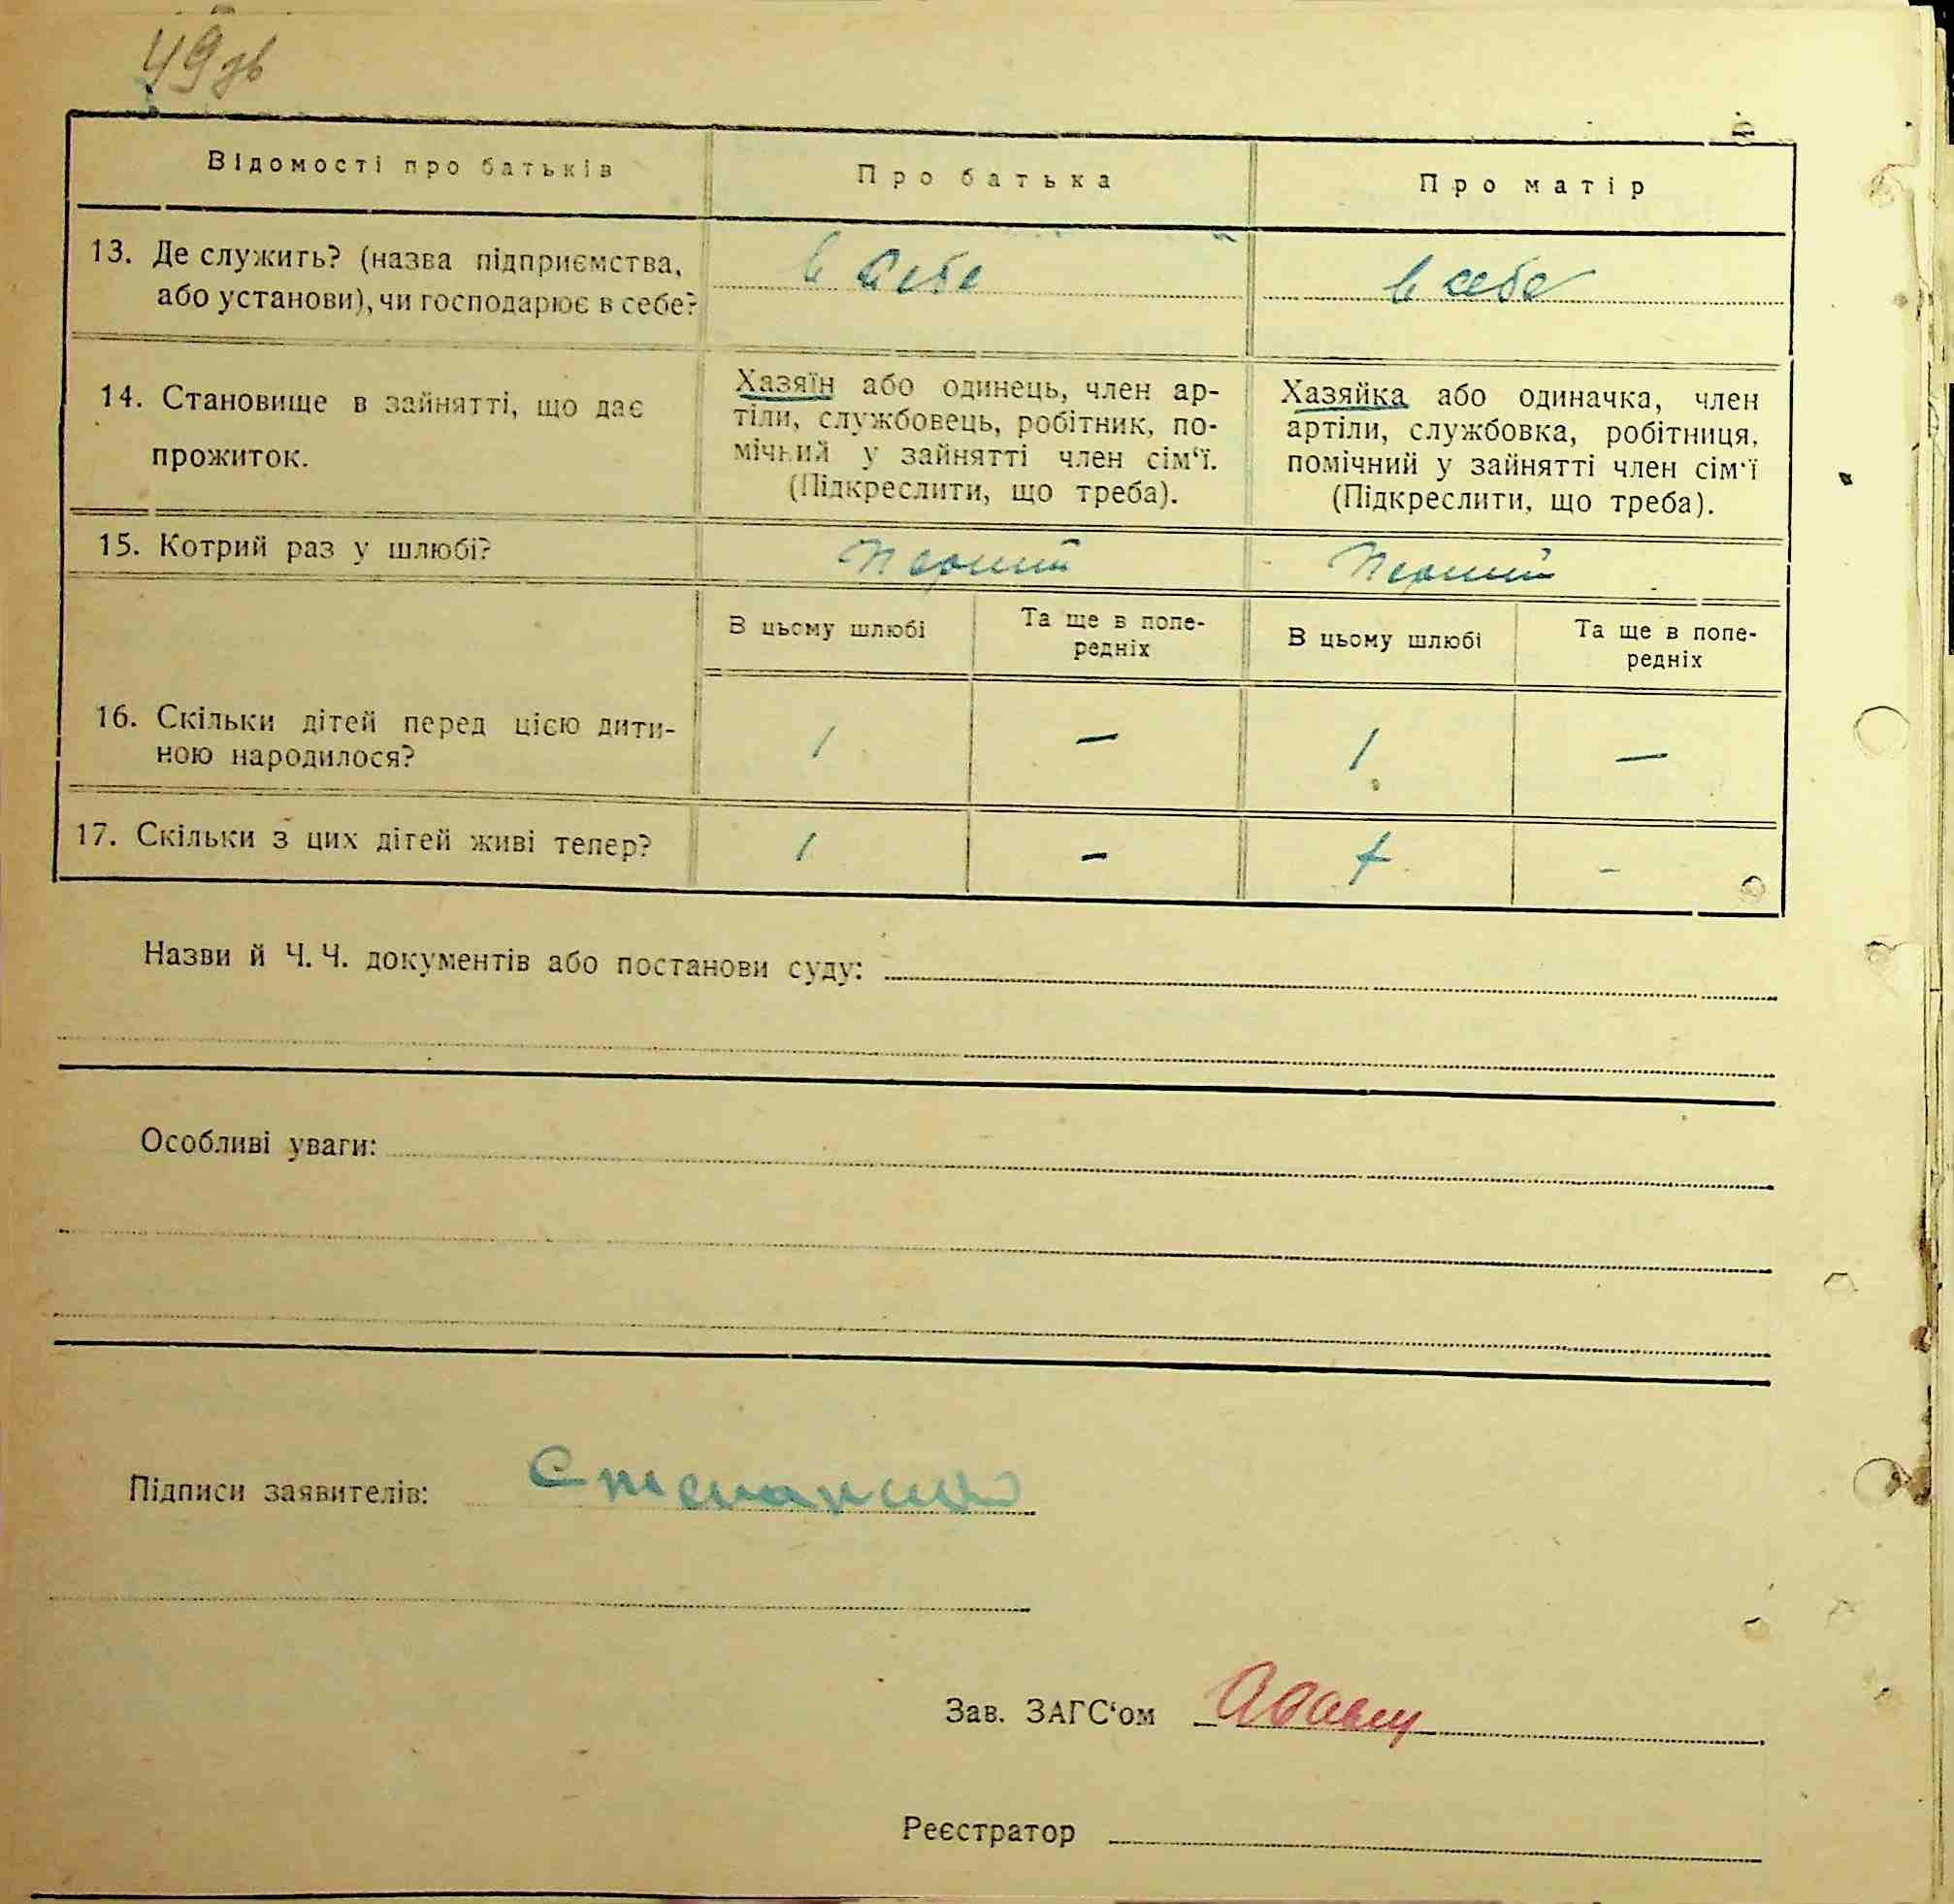 49 зв
Відомості про батьків
Про батька
Про матір
13. Де служить? (назва підприємства, або установи), чи господарює в себе?
в себе
в себе
14. Становище в зайнятті, що дає прожиток.
Хазяїн або одинець, член ар-
тіли, службовець, робітник, по-
мічний у зайнятті член сім‘ї.
(Підкреслити, що треба).
Хазяйка або одиначка, член
артіли, службовка, робітниця,
помічний у зайнятті член сім‘ї
(Підкреслити, що треба).
15. Котрий раз у шлюбі?
перший
перший
В цьому шлюбі
Та ще в попе-
редніх
В цьому шлюбі
Та ще в попе-
редніх
16. Скільки дітей перед цією дити-
ною народилося?
1
—
1
—
17. Скільки з цих дітей живі тепер?
1
-
1
-
Назви й Ч. Ч. документів або постанови суду:
Особливі уваги:
Підписи заявителів:
Зав. ЗАГС‘ом
Реєстратор